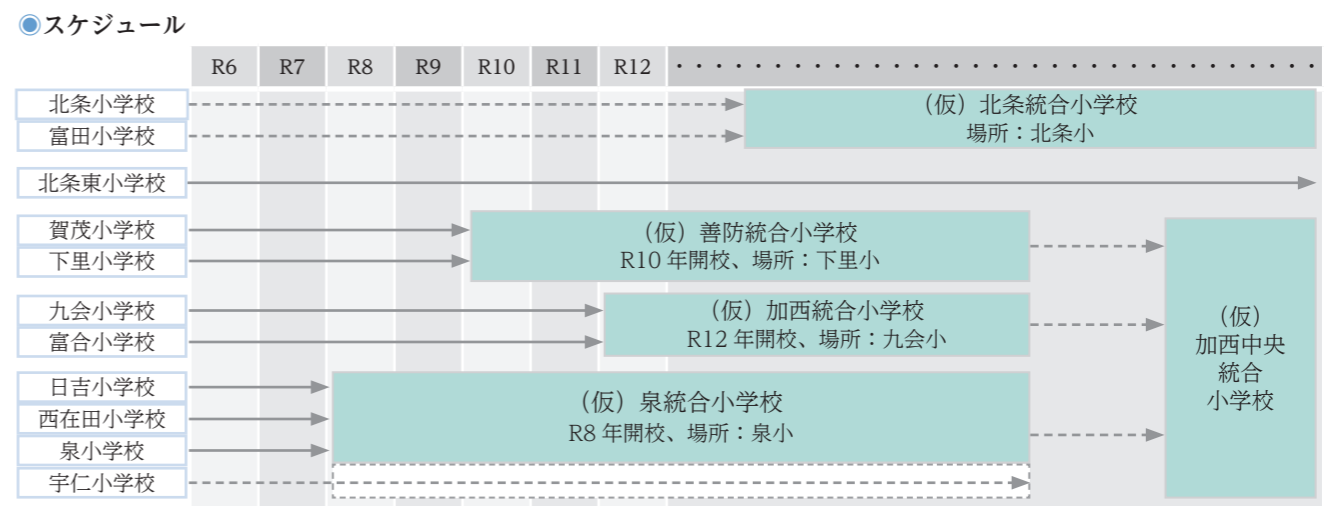 ◉スケジュール
R6 R7 R8 R9 R10 R11 R12 ・・・・・・・・・・・・・・・・・・・・・・・・・・・・・・・・・
北条小学校
富田小学校
(仮)北条統合小学校
場所:北条小
北条東小学校
賀茂小学校
下里小学校
(仮)善防統合小学校
R10 年開校、場所:下里小
九会小学校
富合小学校
(仮)加西統合小学校
R12 年開校、場所:九会小
日吉小学校
西在田小学校
泉小学校
宇仁小学校
(仮)泉統合小学校
R8 年開校、場所:泉小
(仮)
加西中央
統合
小学校